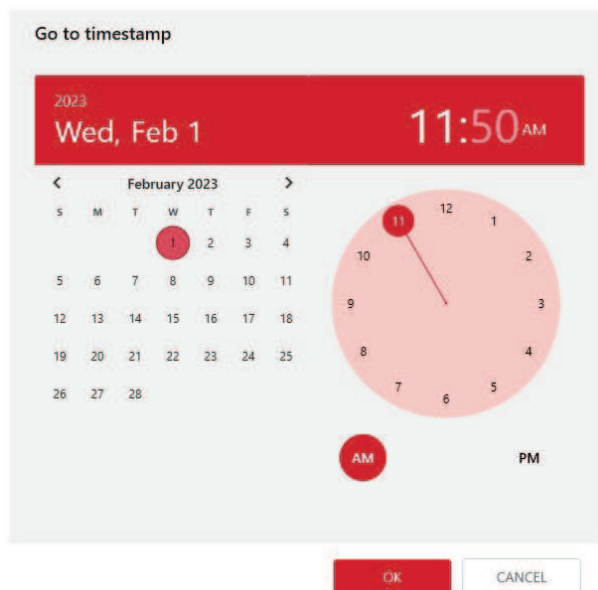 Go to timestamp
2023
Wed, Feb 1
11:50 AM
February 2023
S M T W T F S
1 2 3 4
5 6 7 8 9 10 11
12 13 14 15 16 17 18
19 20 21 22 23 24 25
26 27 28
12
11 1
10 2
9 3
8 4
7 5
6
AM PM
OK CANCEL